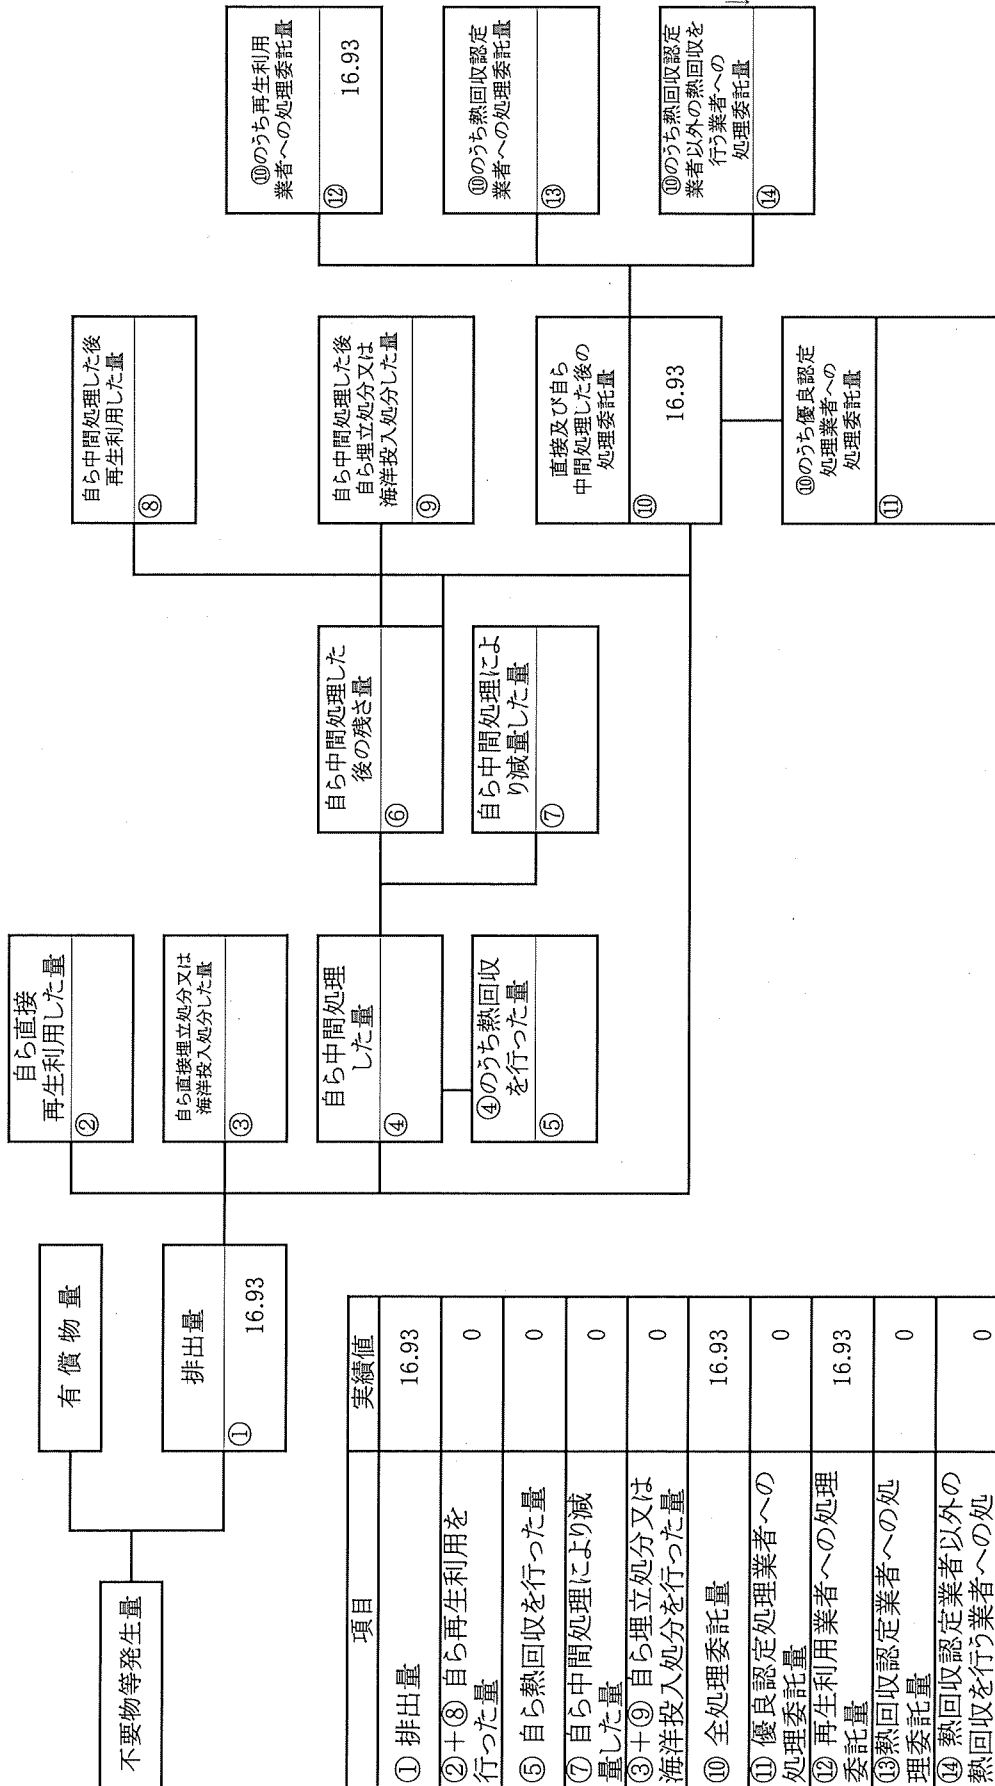 不要物等発生量
有償物量
排出量
①
16.93
自ら直接
再生利用した量
②
自ら直接埋立処分又は
海洋投入処分した量
③
自ら中間処理
した量
④
④のうち熱回収
を行った量
⑤
自ら中間処理した
後の残さ量
⑥
自ら中間処理によ
り減量した量
⑦
自ら中間処理した後
再生利用した量
⑧
自ら中間処理した後
自ら埋立処分又は
海洋投入処分した量
⑨
直接及び自ら
中間処理した後の
処理委託量
⑩
16.93
⑩のうち優良認定
処理業者への
処理委託量
⑪
⑩のうち再生利用
業者への処理委託量
⑫
16.93
⑩のうち熱回収認定
業者への処理委託量
⑬
⑩のうち熱回収認定
業者以外の熱回収を
行う業者への
処理委託量
⑭
項目 実績値
① 排出量 16.93
②+⑧ 自ら再生利用を
行った量 0
⑤ 自ら熱回収を行った量 0
⑦ 自ら中間処理により減
量した量 0
③+⑨ 自ら埋立処分又は
海洋投入処分を行った量 0
⑩ 全処理委託量 16.93
⑪ 優良認定処理業者への
処理委託量 0
⑫ 再生利用業者への処理
委託量 16.93
⑬熱回収認定業者への処
理委託量 0
⑭ 熱回収認定業者以外の
熱回収を行う業者への処 0